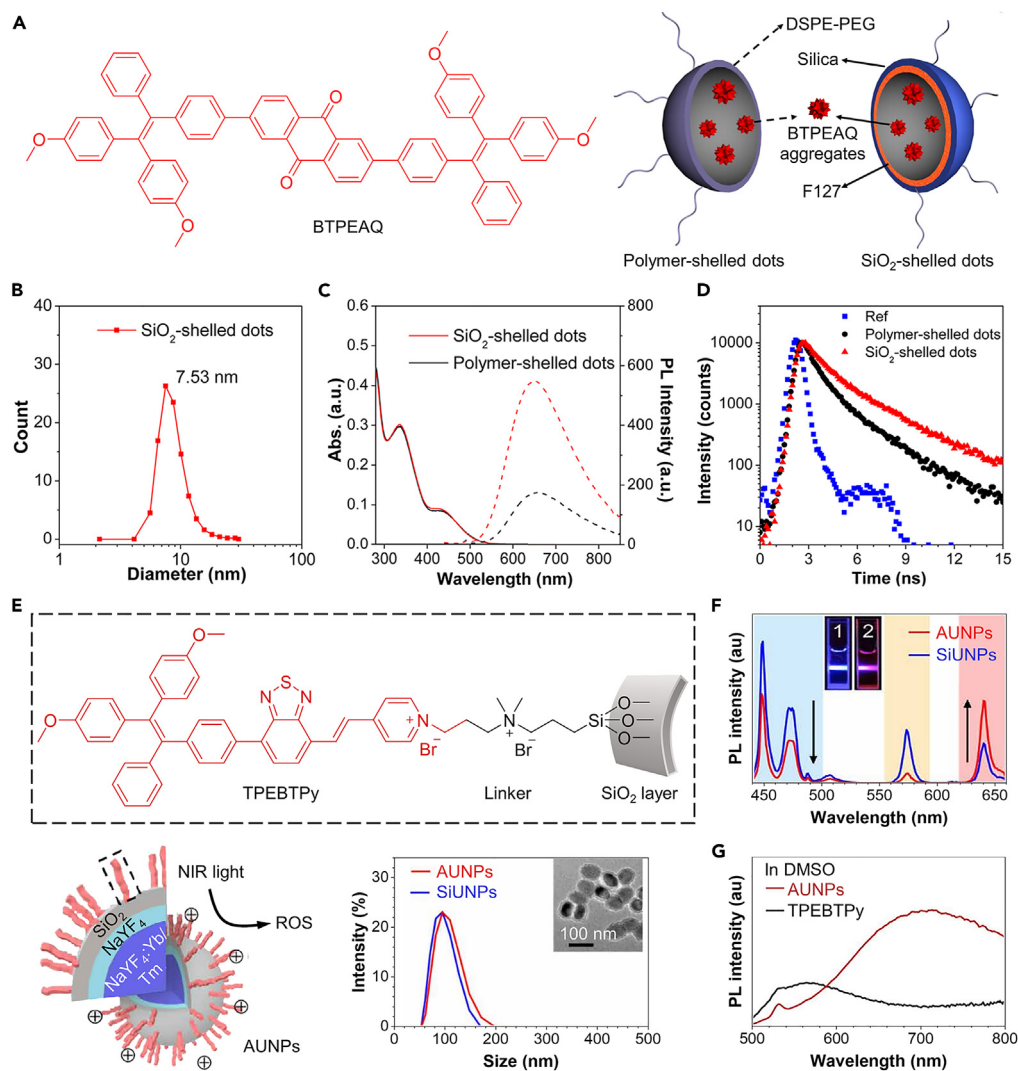 A
O
O
O
O
O
O
BTPEAQ
DSPE-PEG
Silica
BTPEAQ
aggregates
F127
Polymer-shelled dots
SiO2-shelled dots
B
40
30
20
10
0
Count
SiO2-shelled dots
7.53 nm
1
10
100
Diameter (nm)
C
0.6
0.5
0.4
0.3
0.2
0.1
0.0
Abs. (a.u.)
SiO2-shelled dots
Polymer-shelled dots
800
600
400
200
0
PL Intensity (a.u.)
300 400 500 600 700 800
Wavelength (nm)
D
Ref
Polymer-shelled dots
SiO2-shelled dots
10000
1000
100
10
Intensity (counts)
0 3 6 9 12 15
Time (ns)
E
O
O
N S N
N+
Br−
N+
Br−
Si
O
O
O
TPEBTPy
Linker
SiO2 layer
F
1 2
AUNPs
SiUNPs
PL intensity (au)
450 500 550 600 650
Wavelength (nm)
NIR light
ROS
SiO2
NaYF4
NaYF4:Yb/
Tm
AUNPs
30
20
10
0
Intensity (%)
AUNPs
SiUNPs
100 nm
0 100 200 300 400 500
Size (nm)
G
In DMSO
AUNPs
TPEBTPy
PL intensity (au)
500 600 700 800
Wavelength (nm)